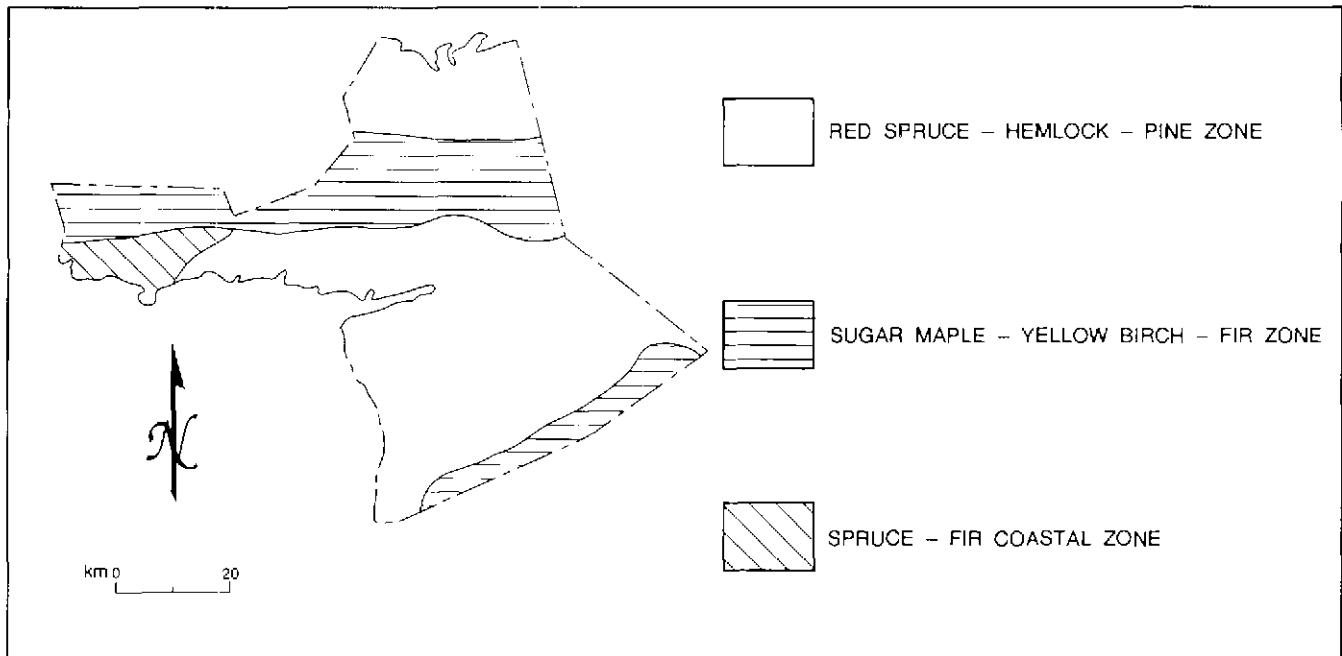 RED SPRUCE – HEMLOCK – PINE ZONE
SUGAR MAPLE – YELLOW BIRCH – FIR ZONE
SPRUCE – FIR COASTAL ZONE
N
km 0 20